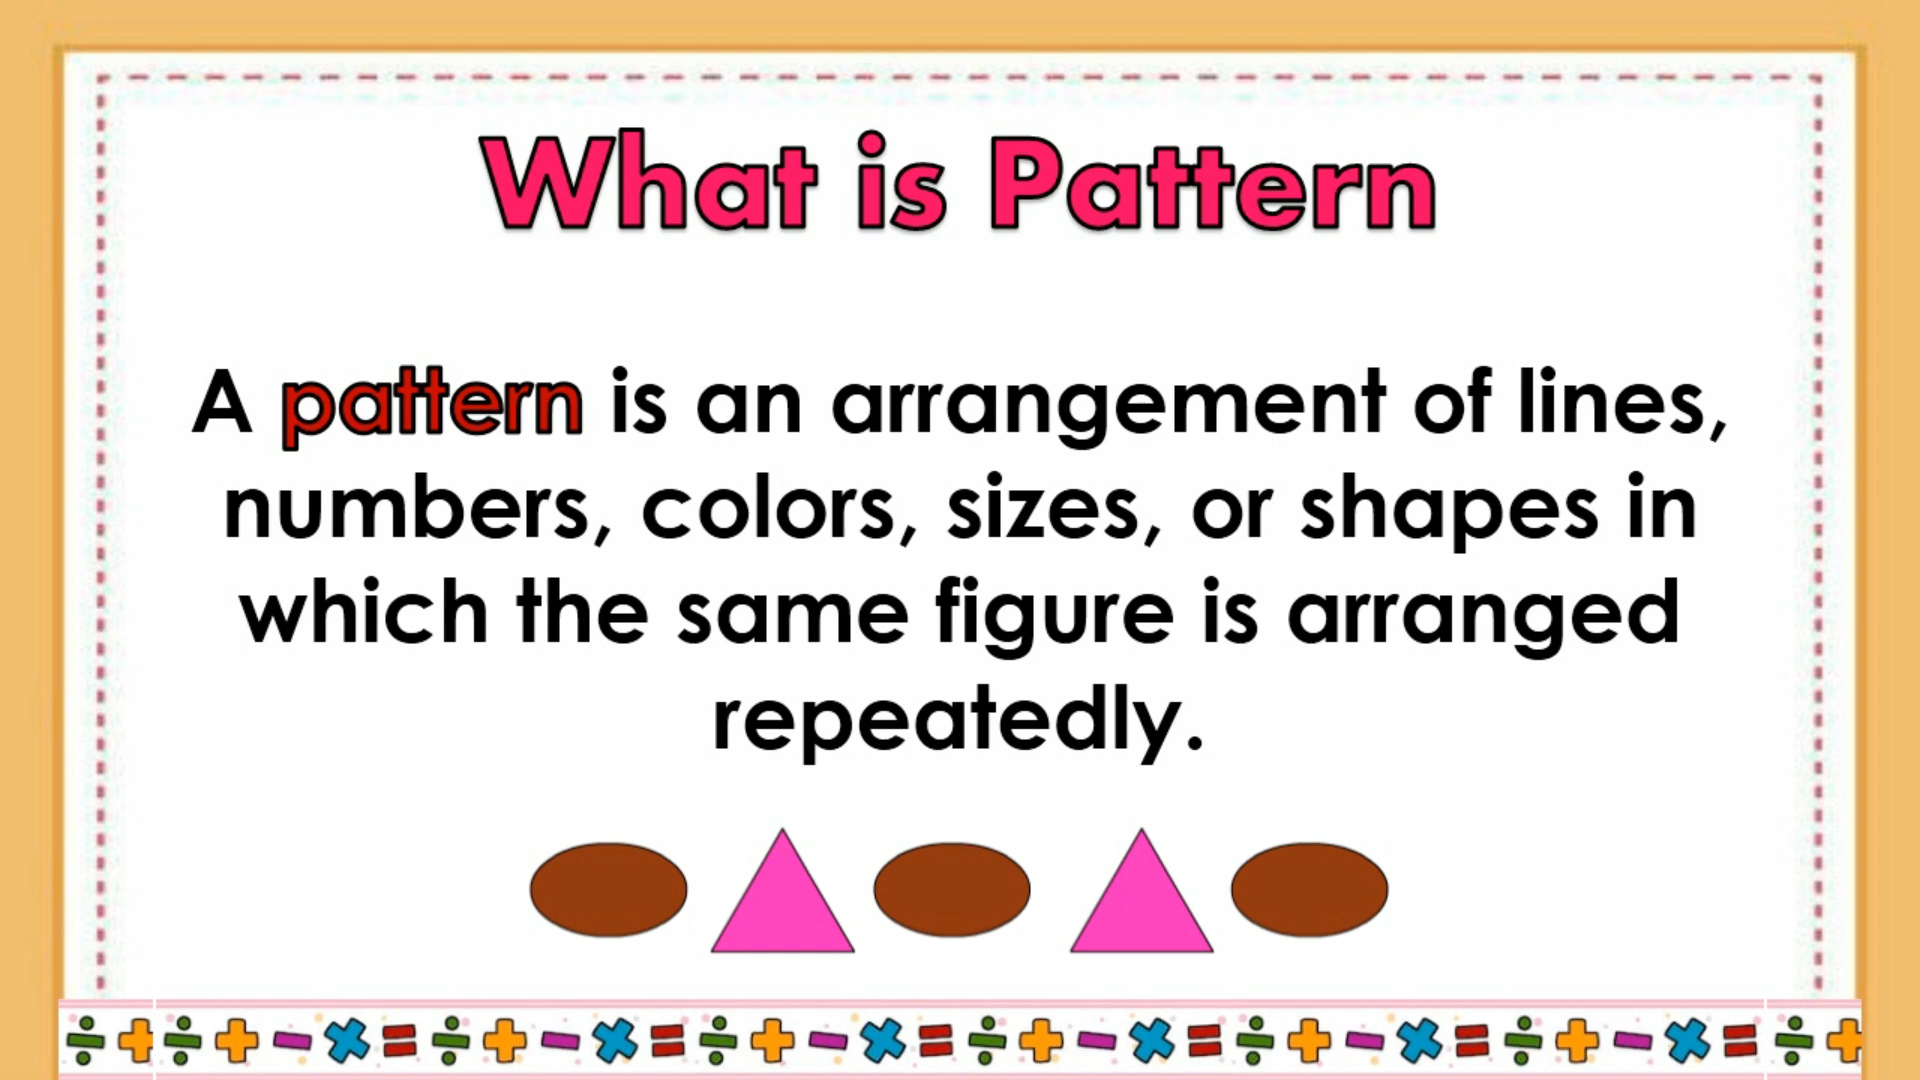 What is Pattern
A pattern is an arrangement of lines,
numbers, colors, sizes, or shapes in
which the same figure is arranged
repeatedly.